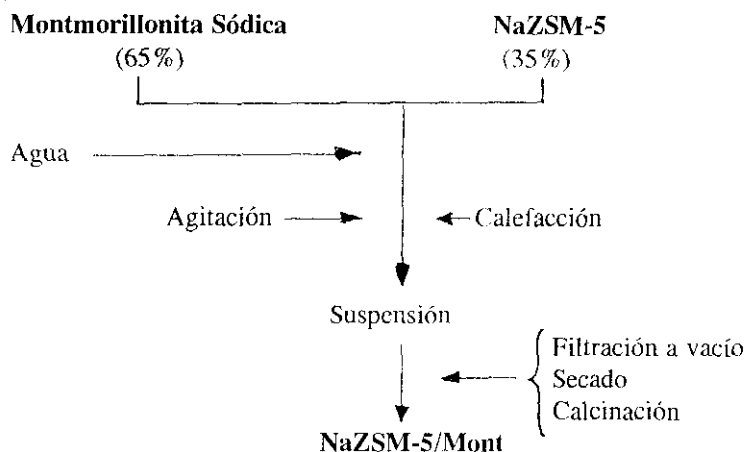 Montmorillonita Sódica NaZSM-5
(65%) (35%)
Agua
Agitación Calefacción
Suspensión
Filtración a vacío
Secado
Calcinación
NaZSM-5/Mont